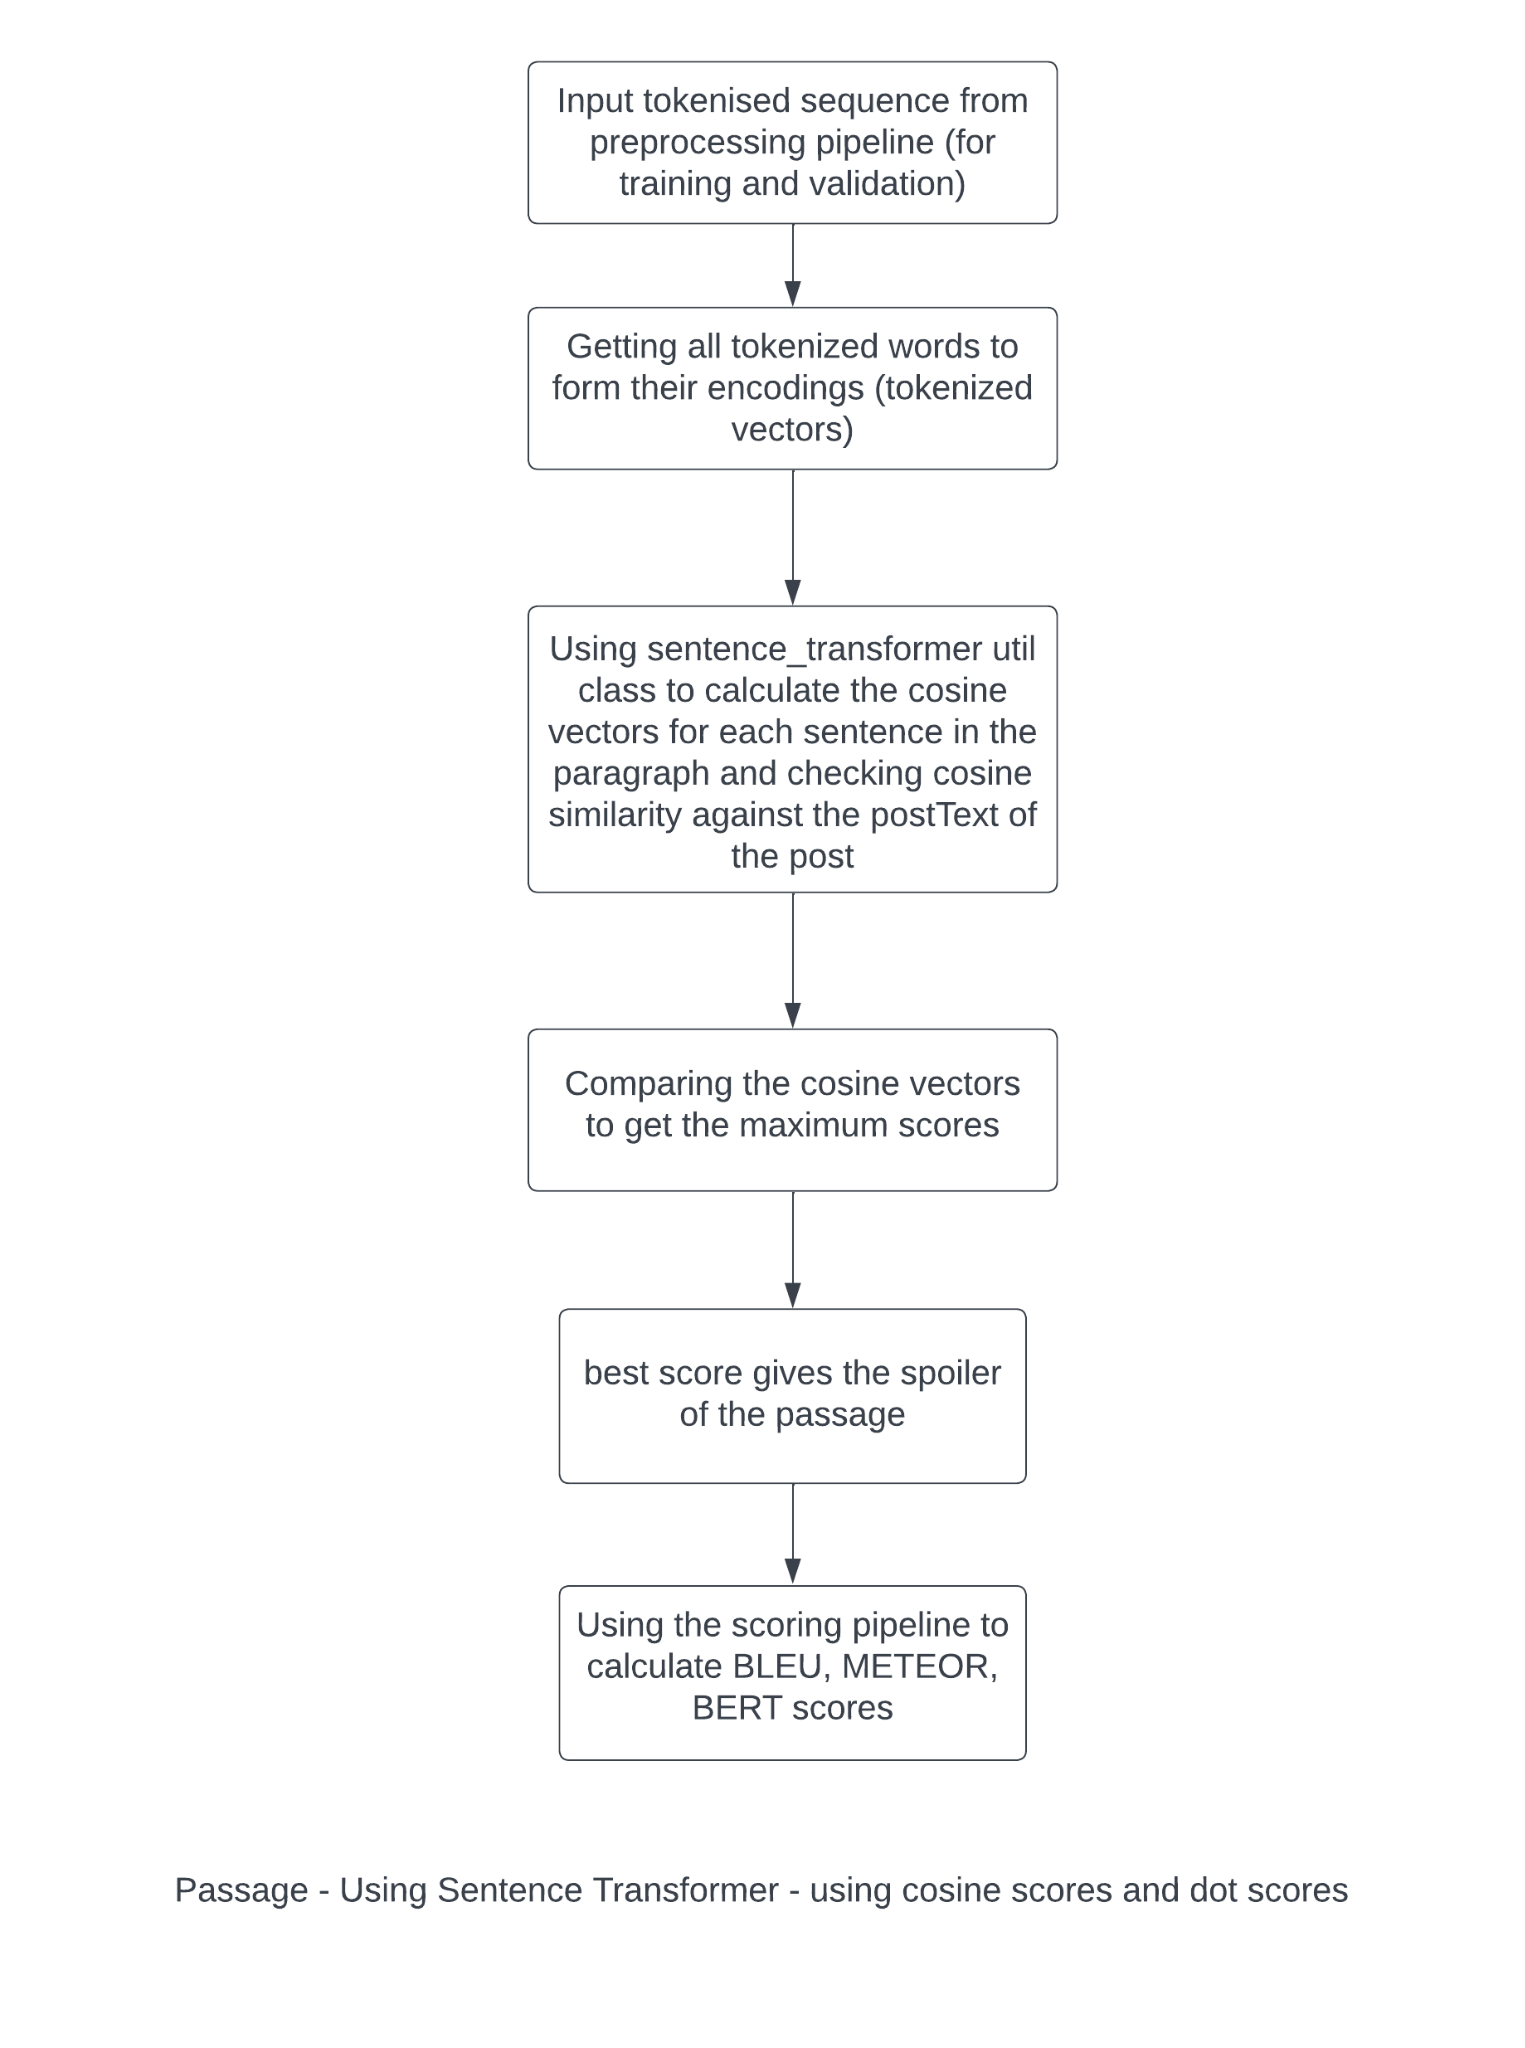 Input tokenised sequence from
preprocessing pipeline (for
training and validation)
Getting all tokenized words to
form their encodings (tokenized
vectors)
Using sentence_transformer util
class to calculate the cosine
vectors for each sentence in the
paragraph and checking cosine
similarity against the postText of
the post
Comparing the cosine vectors
to get the maximum scores
best score gives the spoiler
of the passage
Using the scoring pipeline to
calculate BLEU, METEOR,
BERT scores
Passage - Using Sentence Transformer - using cosine scores and dot scores